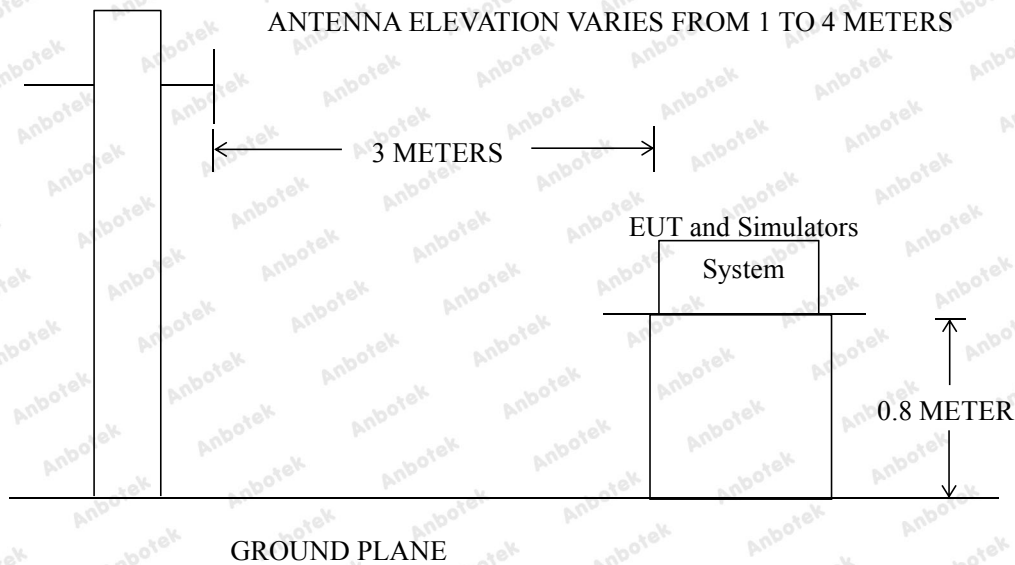 ANTENNA ELEVATION VARIES FROM 1 TO 4 METERS
3 METERS
EUT and Simulators
System
0.8 METER
GROUND PLANE